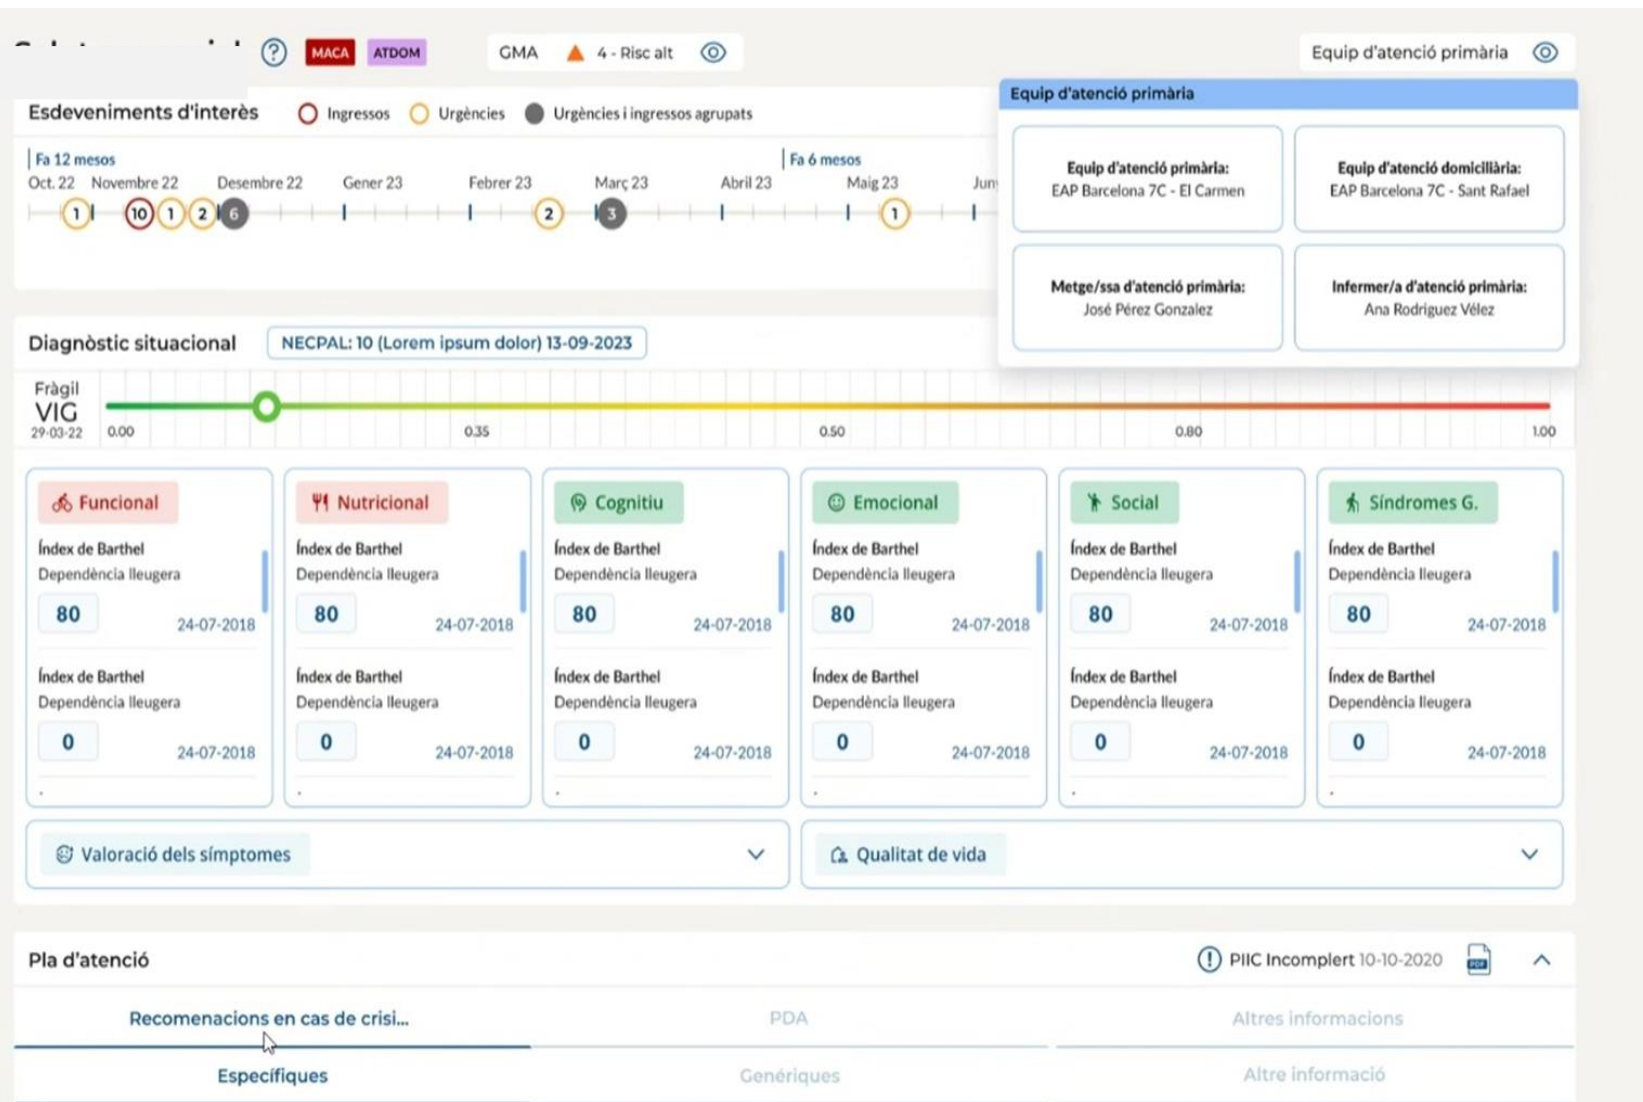 MACA
ATDOM
GMA
4 - Risc alt
Equip d'atenció primària
Equip d'atenció primària
Equip d'atenció primària:
EAP Barcelona 7C - El Carmen
Equip d'atenció domiciliària:
EAP Barcelona 7C - Sant Rafael
Metge/ssa d'atenció primària:
José Pérez Gonzalez
Infermer/a d'atenció primària:
Ana Rodriguez Vélez
Esdeveniments d'interès
Ingressos
Urgències
Urgències i ingressos agrupats
Fa 12 mesos
Fa 6 mesos
Oct. 22 Novembre 22 Desembre 22 Gener 23 Febrer 23 Març 23 Abril 23 Maig 23
1 10 1 2 6 2 3 1
Diagnòstic situacional
NECPAL: 10 (Lorem ipsum dolor) 13-09-2023
Fràgil
VIG
29-03-22
0.00 0.35 0.50 0.80 1.00
Funcional
Índex de Barthel
Dependència lleugera
80
24-07-2018
Índex de Barthel
Dependència lleugera
0
24-07-2018
Nutricional
Índex de Barthel
Dependència lleugera
80
24-07-2018
Índex de Barthel
Dependència lleugera
0
24-07-2018
Cognitiu
Índex de Barthel
Dependència lleugera
80
24-07-2018
Índex de Barthel
Dependència lleugera
0
24-07-2018
Emocional
Índex de Barthel
Dependència lleugera
80
24-07-2018
Índex de Barthel
Dependència lleugera
0
24-07-2018
Social
Índex de Barthel
Dependència lleugera
80
24-07-2018
Índex de Barthel
Dependència lleugera
0
24-07-2018
Síndromes G.
Índex de Barthel
Dependència lleugera
80
24-07-2018
Índex de Barthel
Dependència lleugera
0
24-07-2018
Valoració dels símptomes
Qualitat de vida
Pla d'atenció
PIIC Incomplert 10-10-2020
PDF
Recomenacions en cas de crisi...
PDA
Altres informacions
Específiques
Genériques
Altre informació